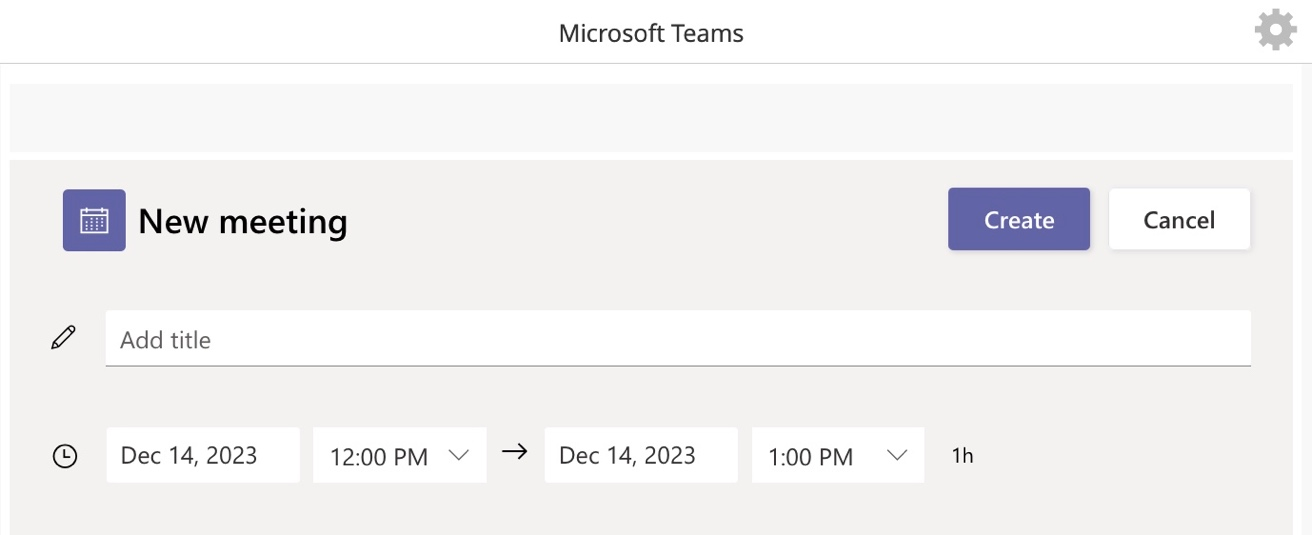 Microsoft Teams
New meeting
Create
Cancel
Add title
Dec 14, 2023 12:00 PM → Dec 14, 2023 1:00 PM 1h